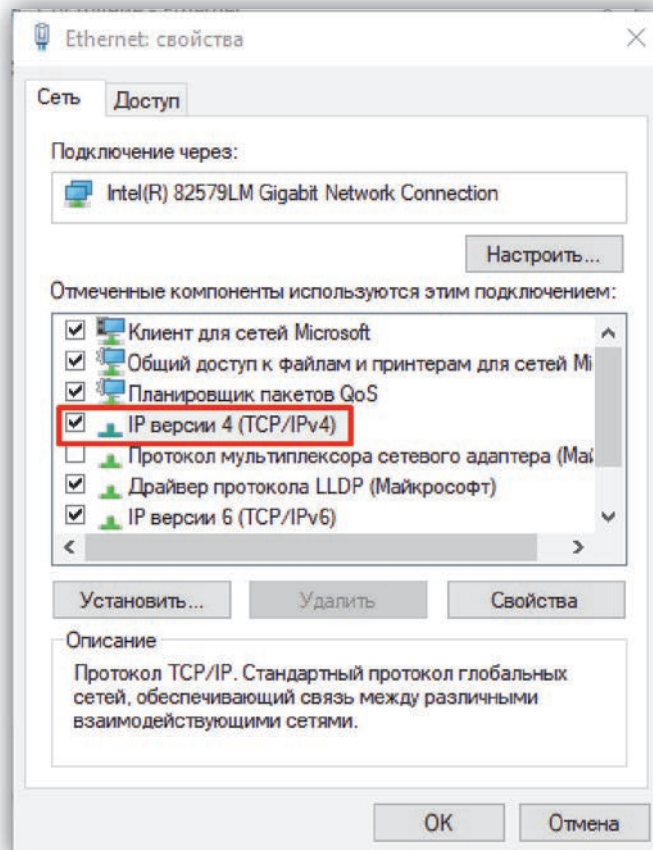 Ethernet: свойства
Сеть
Доступ
Подключение через:
Intel(R) 82579LM Gigabit Network Connection
Настроить...
Отмеченные компоненты используются этим подключением:
Клиент для сетей Microsoft
Общий доступ к файлам и принтерам для сетей Mi
Планировщик пакетов QoS
IP версии 4 (TCP/IPv4)
Протокол мультиплексора сетевого адаптера (Май
Драйвер протокола LLDP (Майкрософт)
IP версии 6 (TCP/IPv6)
Установить...
Удалить
Свойства
Описание
Протокол TCP/IP. Стандартный протокол глобальных
сетей, обеспечивающий связь между различными
взаимодействующими сетями.
OK
Отмена